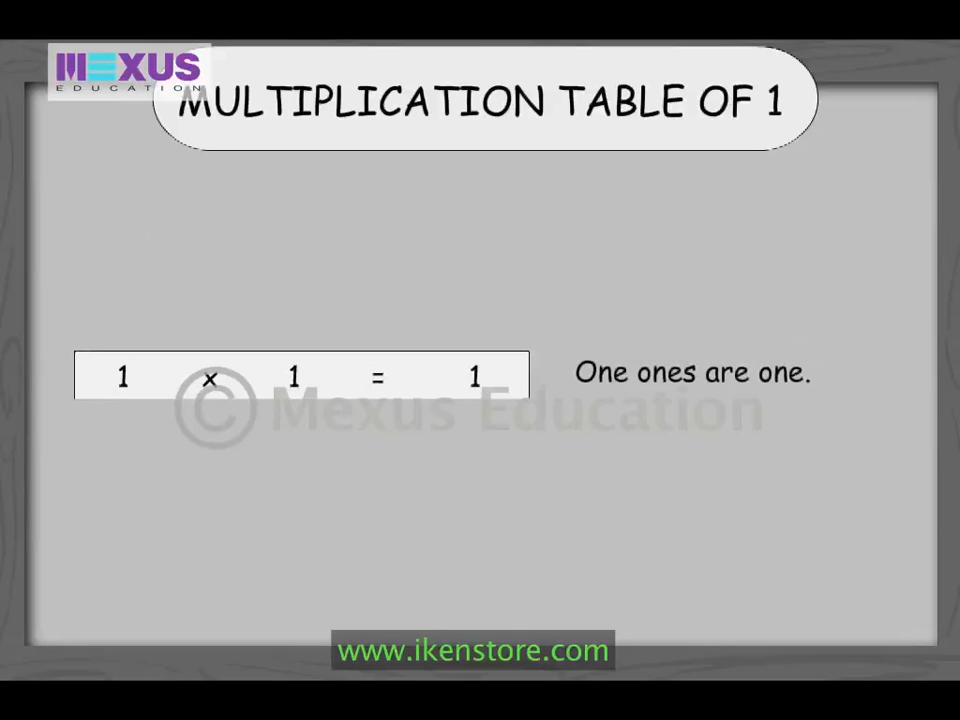 MEXUS
EDUCATION
MULTIPLICATION TABLE OF 1
1 x 1 = 1
One ones are one.
© Mexus Education
www.ikenstore.com